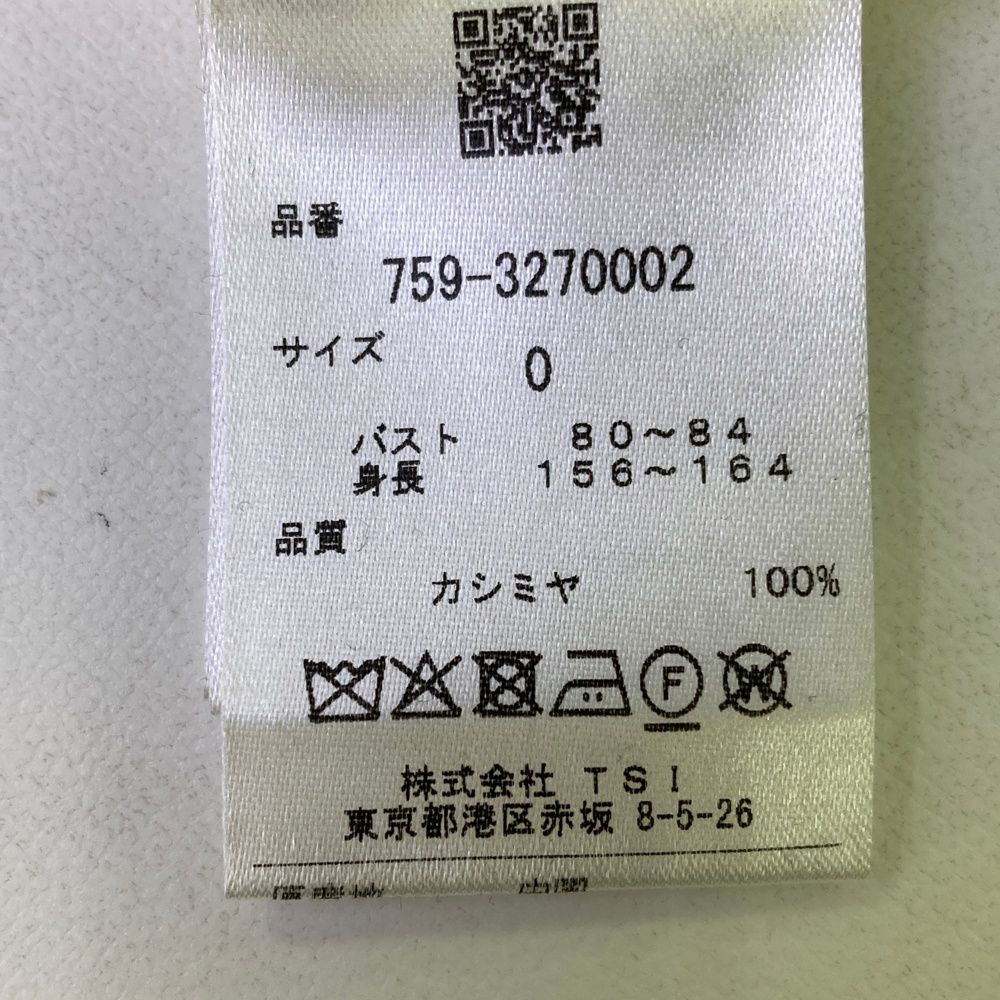 品番
759-3270002
サイズ 0
バスト 80～84
身長 156～164
品質
カシミヤ 100%
F W
株式会社 TSI
東京都港区赤坂 8-5-26